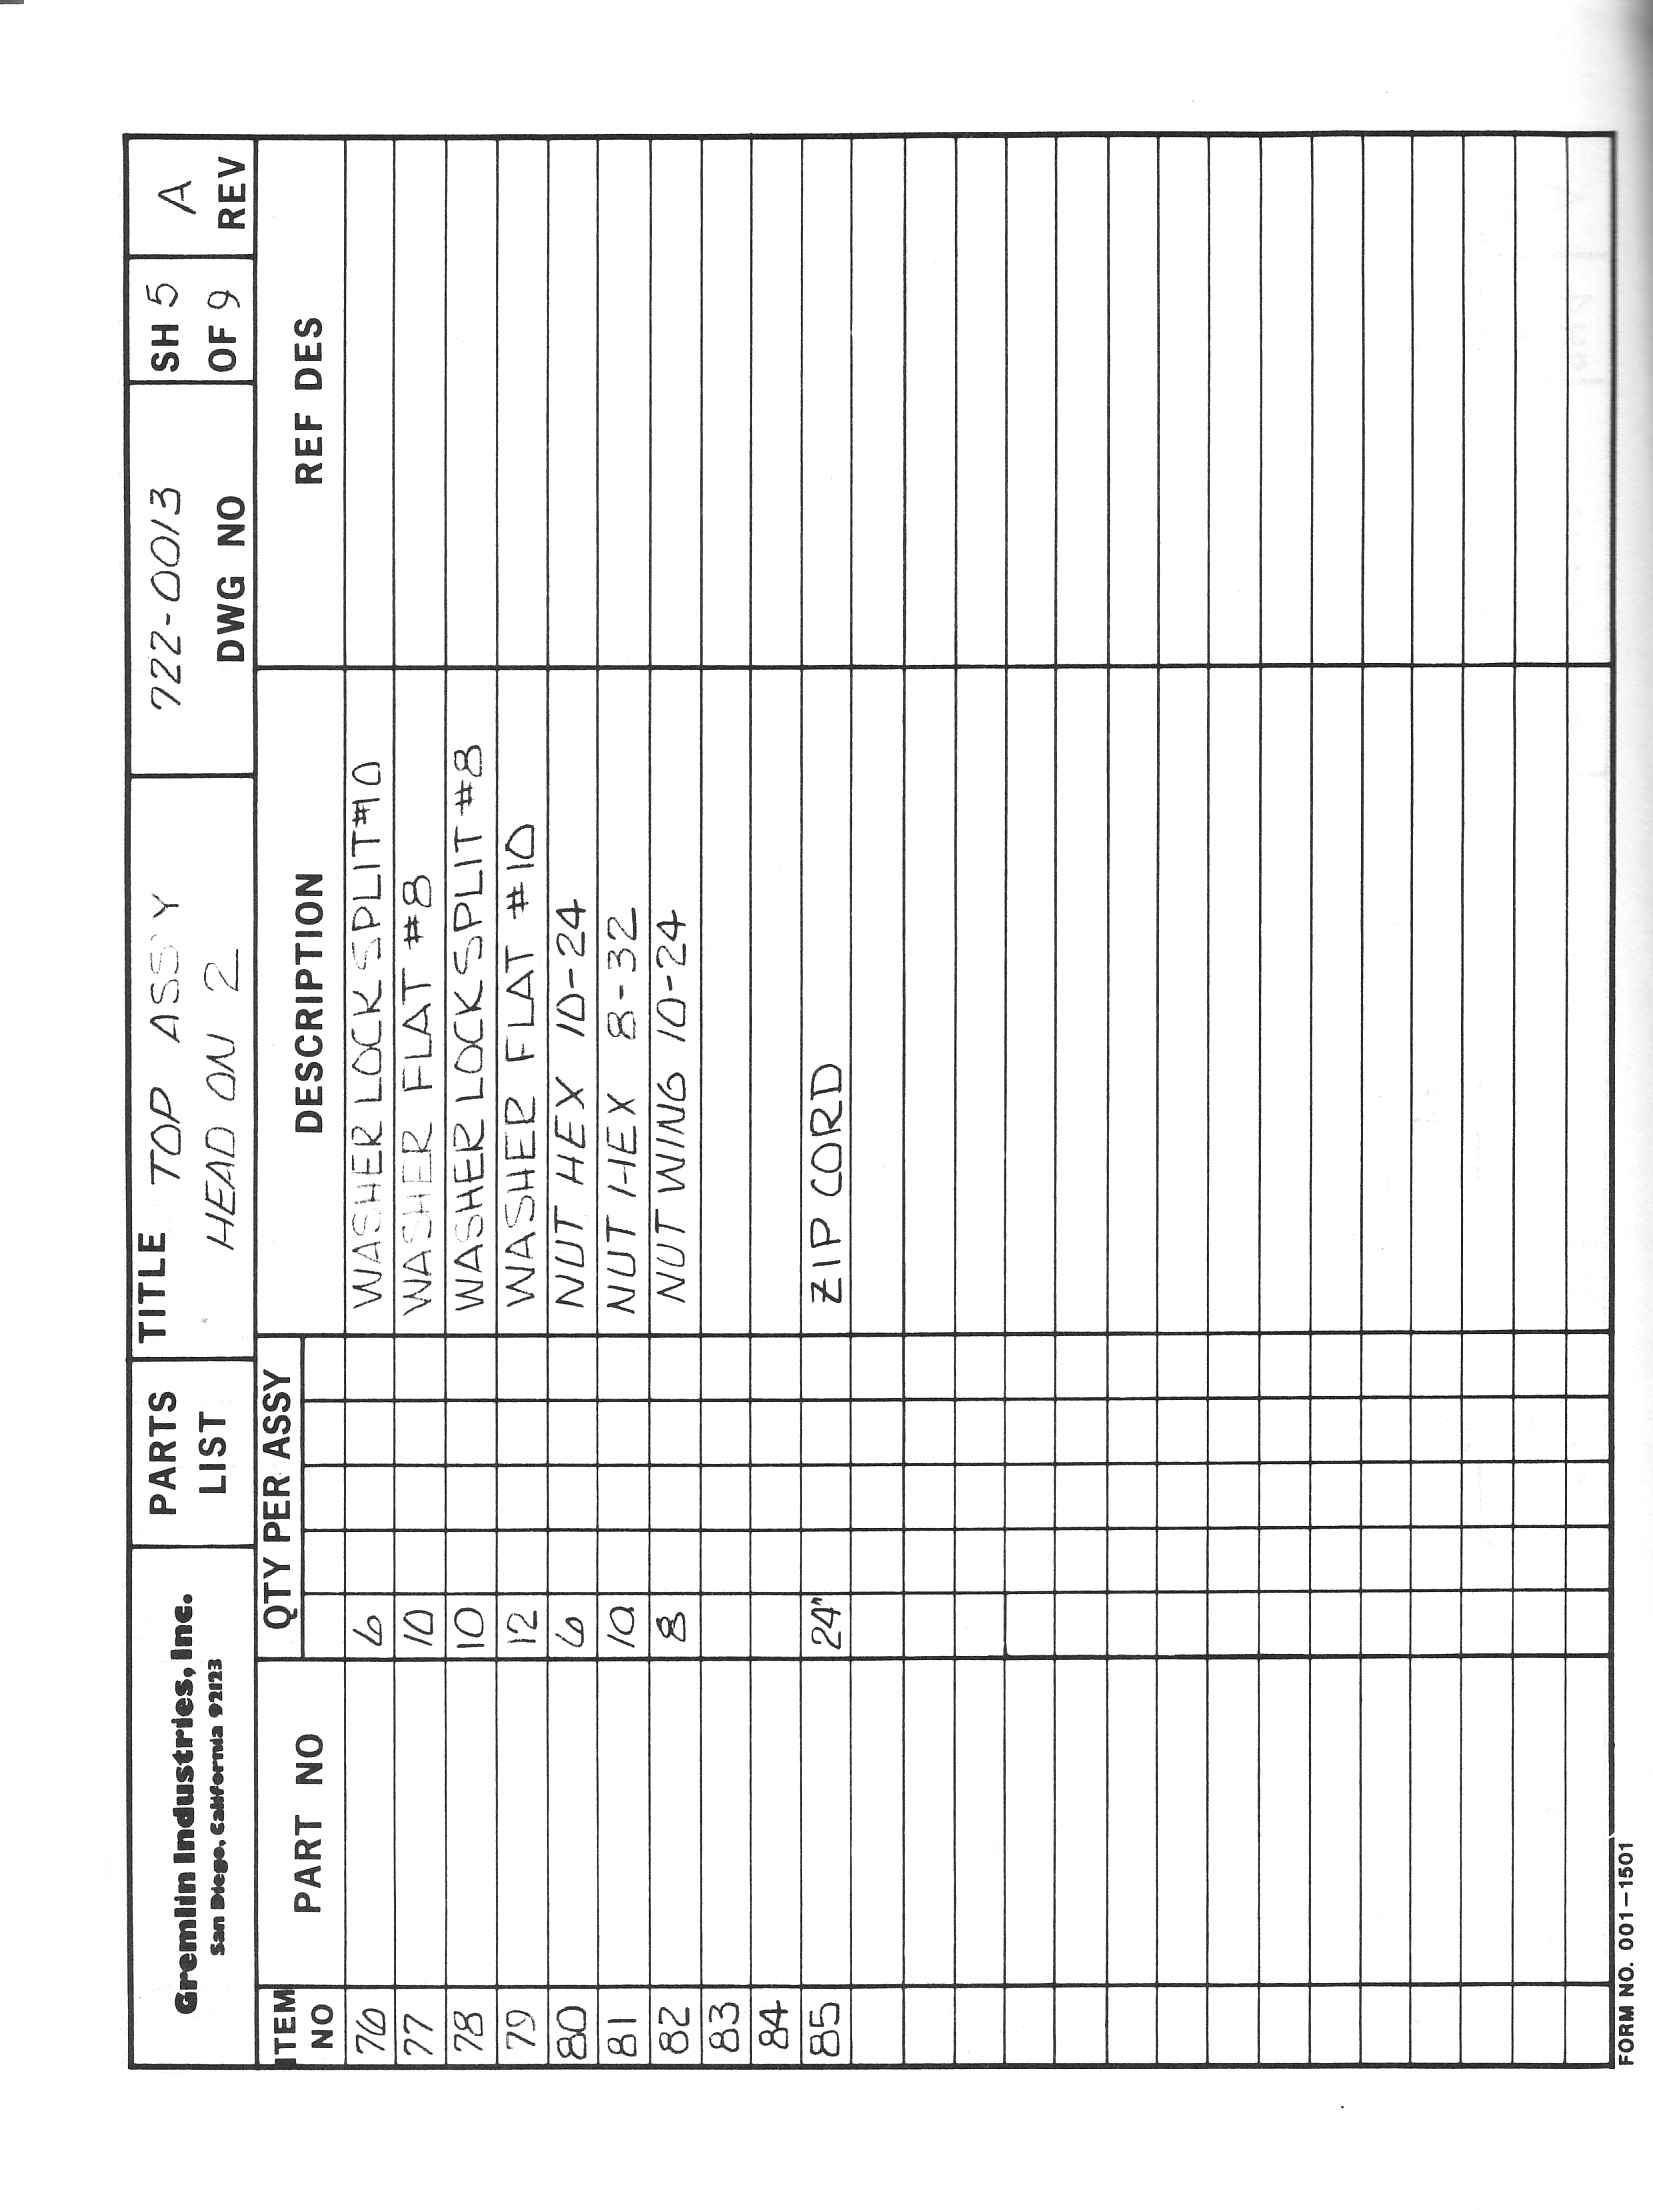 Gremlin Industries, Inc.
San Diego, California 92123
PARTS
LIST
TITLE TOP ASSY
HEAD ON 2
722-0013
DWG NO
SH 5
OF 9
A
REV
ITEM
NO
PART NO
QTY PER ASSY
DESCRIPTION
REF DES
76 6 WASHER LOCK SPLIT #10
77 10 WASHER FLAT #8
78 10 WASHER LOCK SPLIT #8
79 12 WASHER FLAT #10
80 6 NUT HEX 10-24
81 10 NUT HEX 8-32
82 8 NUT WING 10-24
83
84
85 24" ZIP CORD
FORM NO. 001-1501